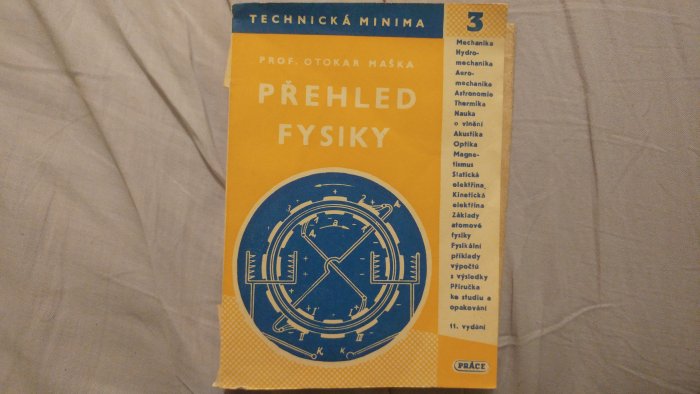 TECHNICKÁ MINIMA
3
PROF. OTOKAR MAŠKA
PŘEHLED
FYSIKY
Mechanika
Hydro-
mechanika
Aero-
mechanika
Astronomie
Thermika
Nauka
o vlnění
Akustika
Optika
Magne-
tismus
Statická
elektřina
Kinetická
elektřina
Základy
atomové
fysiky
Fysikální
příklady
výpočtů
s výsledky
Příručka
ke studiu a
opakování
11. vydání
PRÁCE